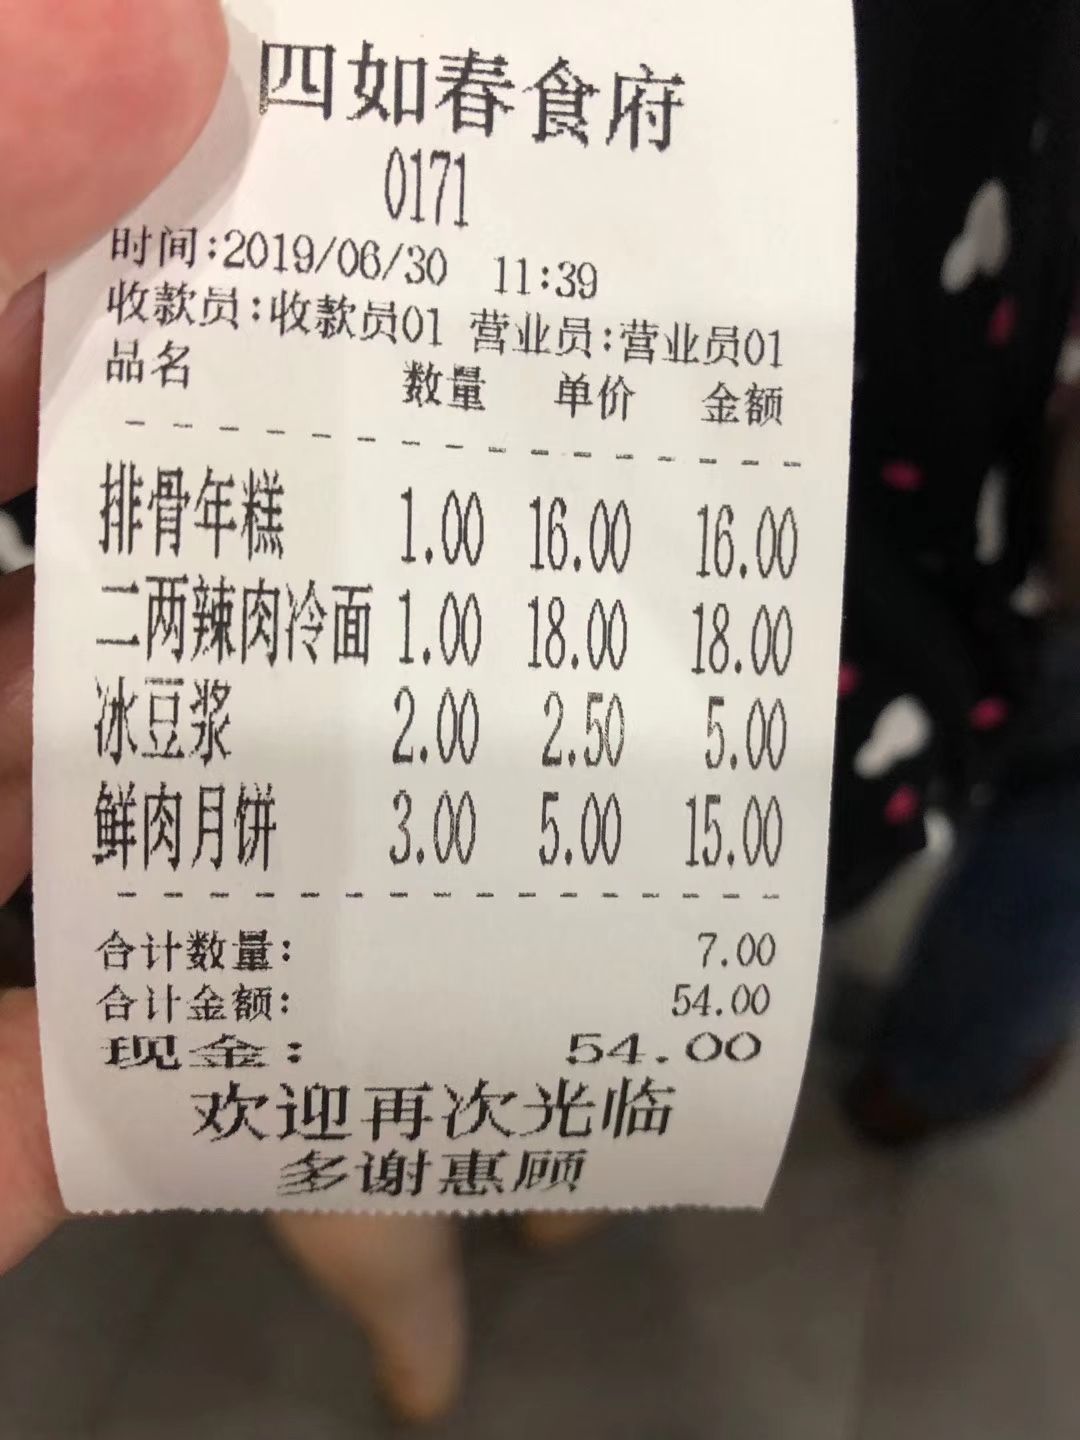 四如春食府
0171
时间:2019/06/30 11:39
收款员:收款员01 营业员:营业员01
品名 数量 单价 金额
排骨年糕 1.00 16.00 16.00
二两辣肉冷面 1.00 18.00 18.00
冰豆浆 2.00 2.50 5.00
鲜肉月饼 3.00 5.00 15.00
合计数量: 7.00
合计金额: 54.00
现金: 54.00
欢迎再次光临
多谢惠顾